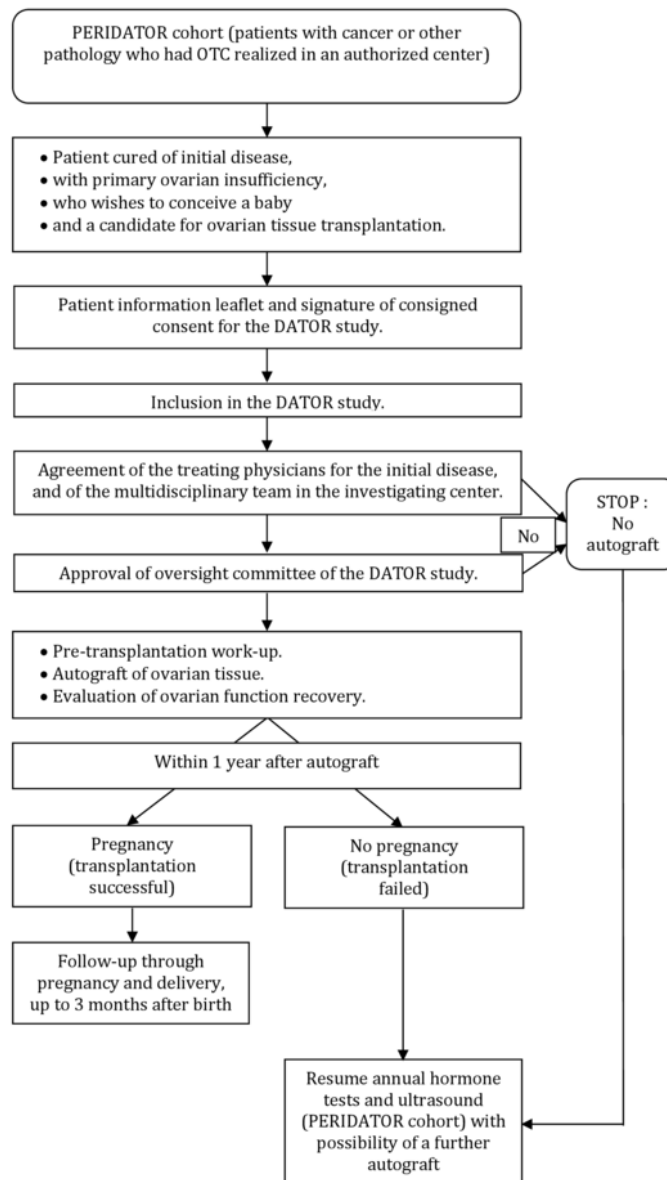 PERIDATOR cohort (patients with cancer or other
pathology who had OTC realized in an authorized center)
• Patient cured of initial disease,
• with primary ovarian insufficiency,
• who wishes to conceive a baby
• and a candidate for ovarian tissue transplantation.
Patient information leaflet and signature of consigned
consent for the DATOR study.
Inclusion in the DATOR study.
Agreement of the treating physicians for the initial disease,
and of the multidisciplinary team in the investigating center.
STOP :
No
autograft
No
Approval of oversight committee of the DATOR study.
• Pre-transplantation work-up.
• Autograft of ovarian tissue.
• Evaluation of ovarian function recovery.
Within 1 year after autograft
Pregnancy
(transplantation
successful)
No pregnancy
(transplantation
failed)
Follow-up through
pregnancy and delivery,
up to 3 months after birth
Resume annual hormone
tests and ultrasound
(PERIDATOR cohort) with
possibility of a further
autograft